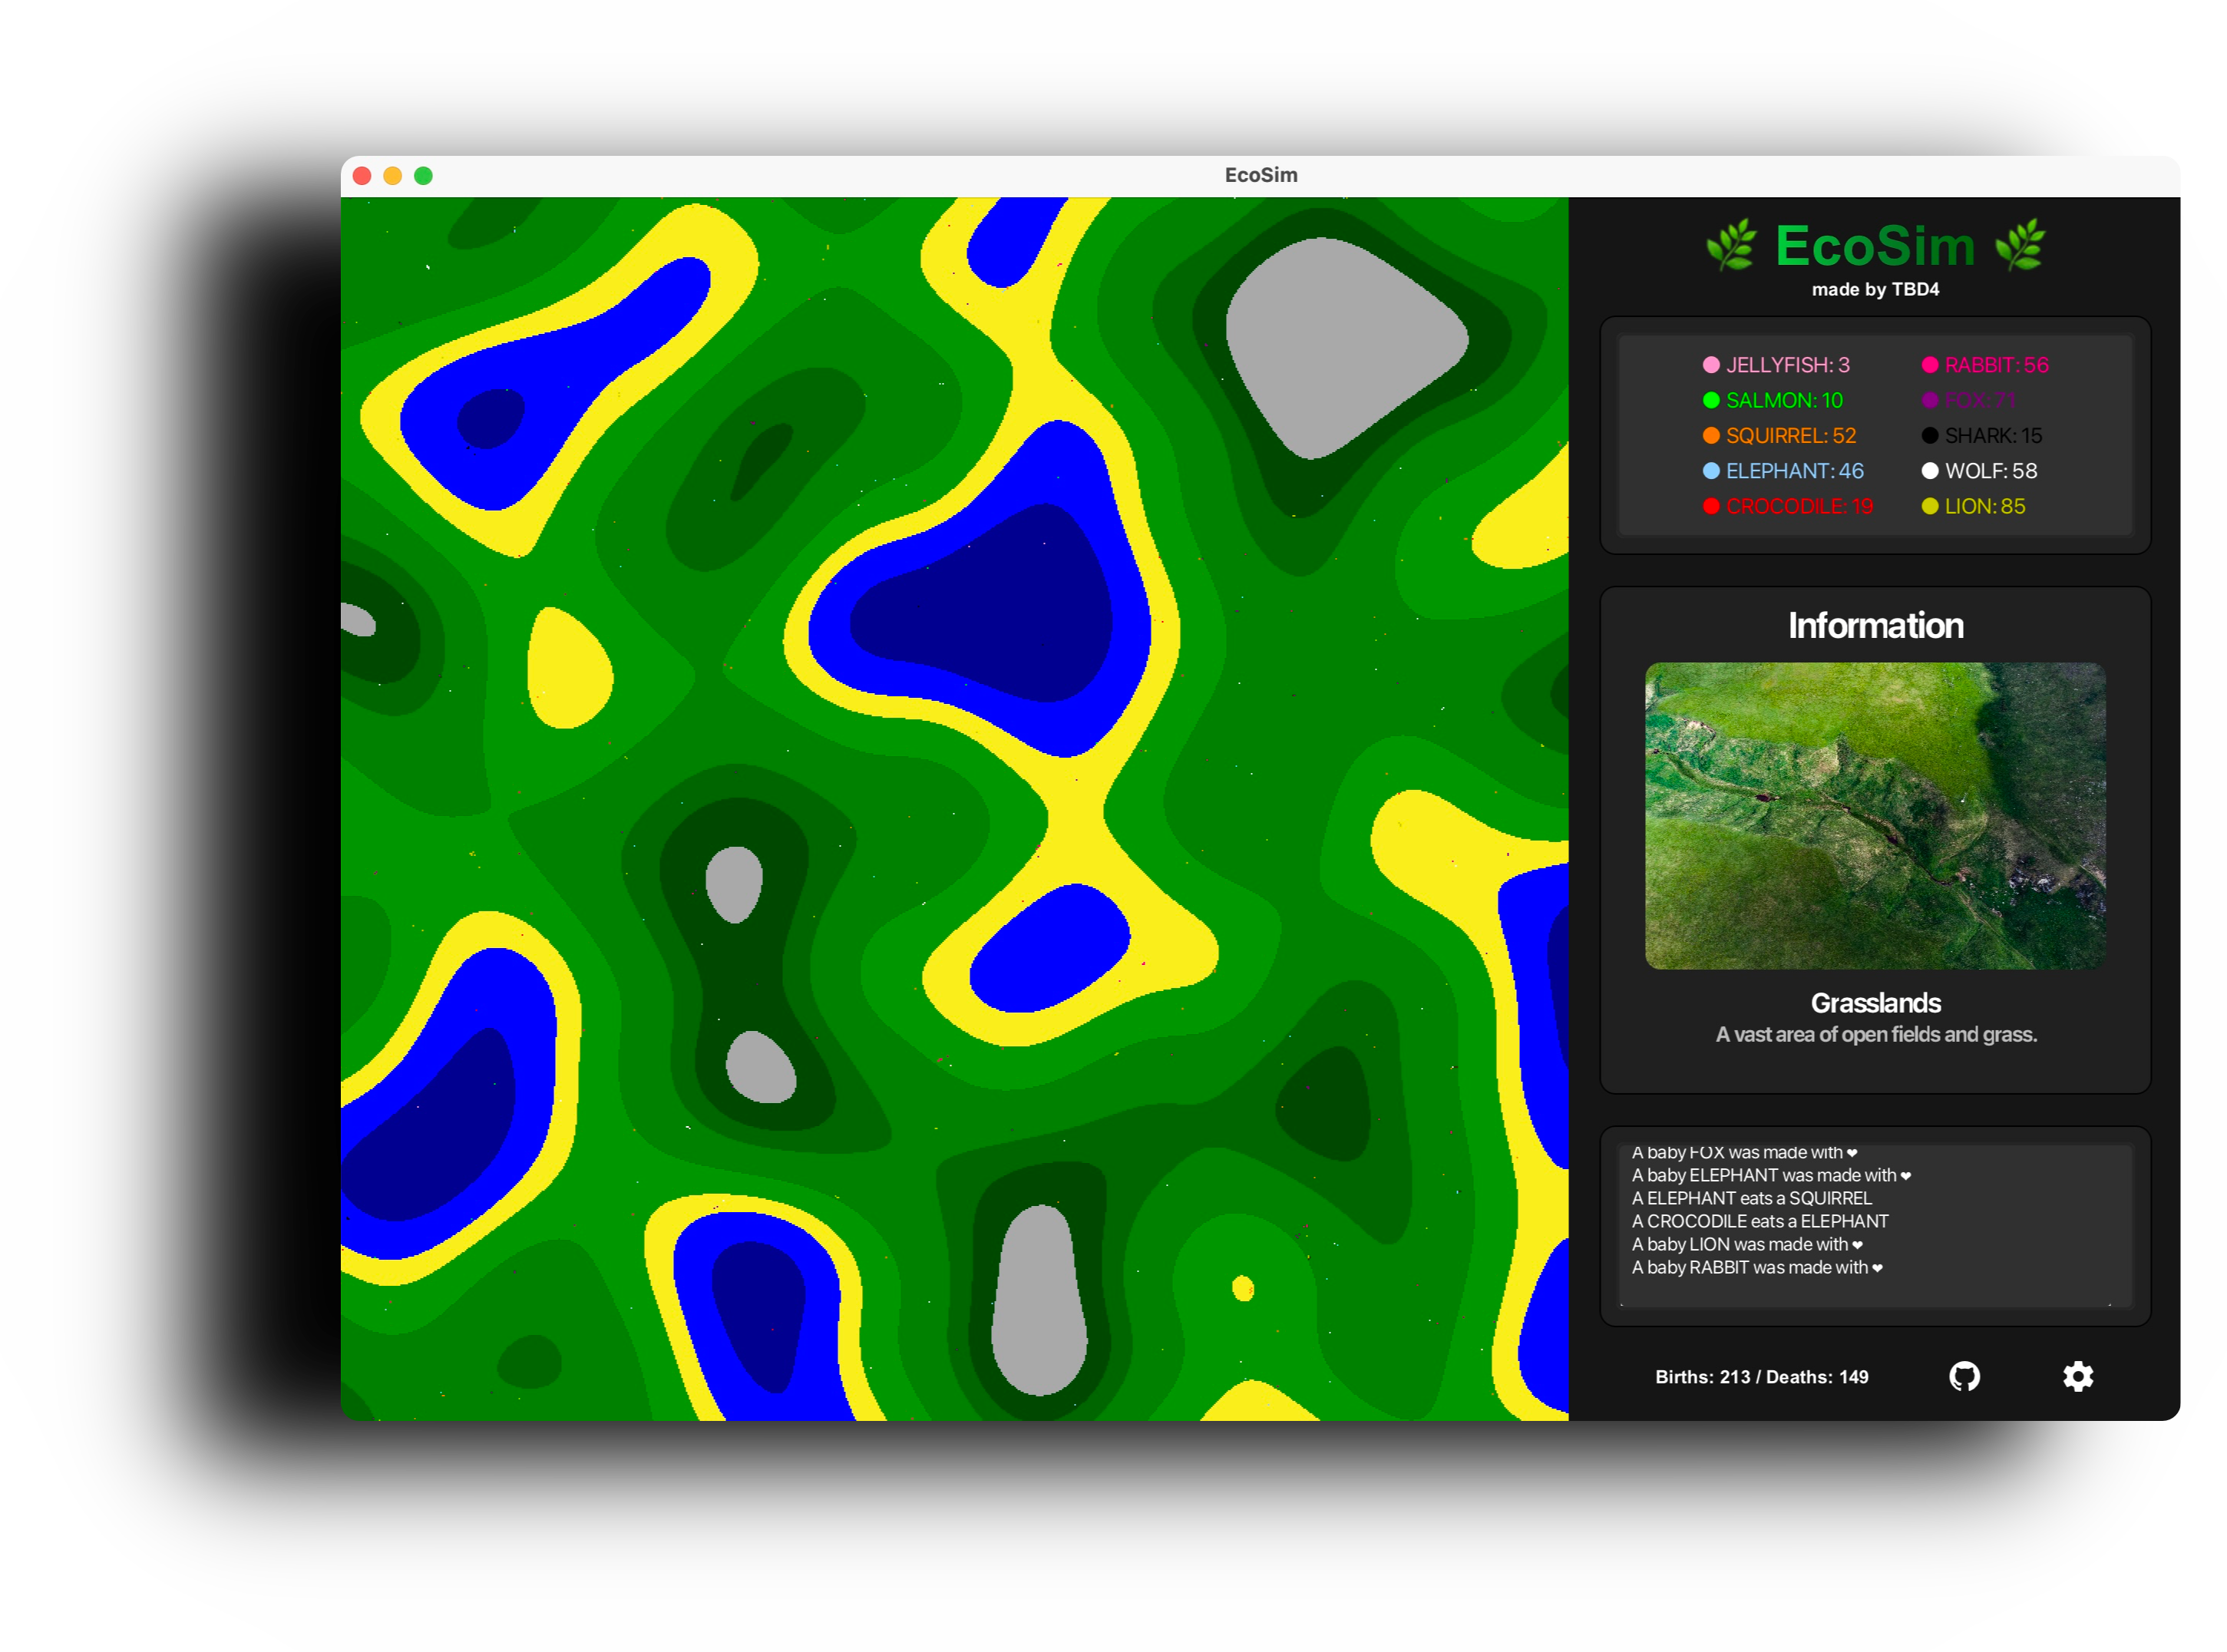 EcoSim
🌿 EcoSim 🌿
made by TBD4
JELLYFISH: 3
RABBIT: 56
SALMON: 10
FOX: 71
SQUIRREL: 52
SHARK: 15
ELEPHANT: 46
WOLF: 58
CROCODILE: 19
LION: 85
Information
Grasslands
A vast area of open fields and grass.
A baby FOX was made with ❤
A baby ELEPHANT was made with ❤
A ELEPHANT eats a SQUIRREL
A CROCODILE eats a ELEPHANT
A baby LION was made with ❤
A baby RABBIT was made with ❤
Births: 213 / Deaths: 149